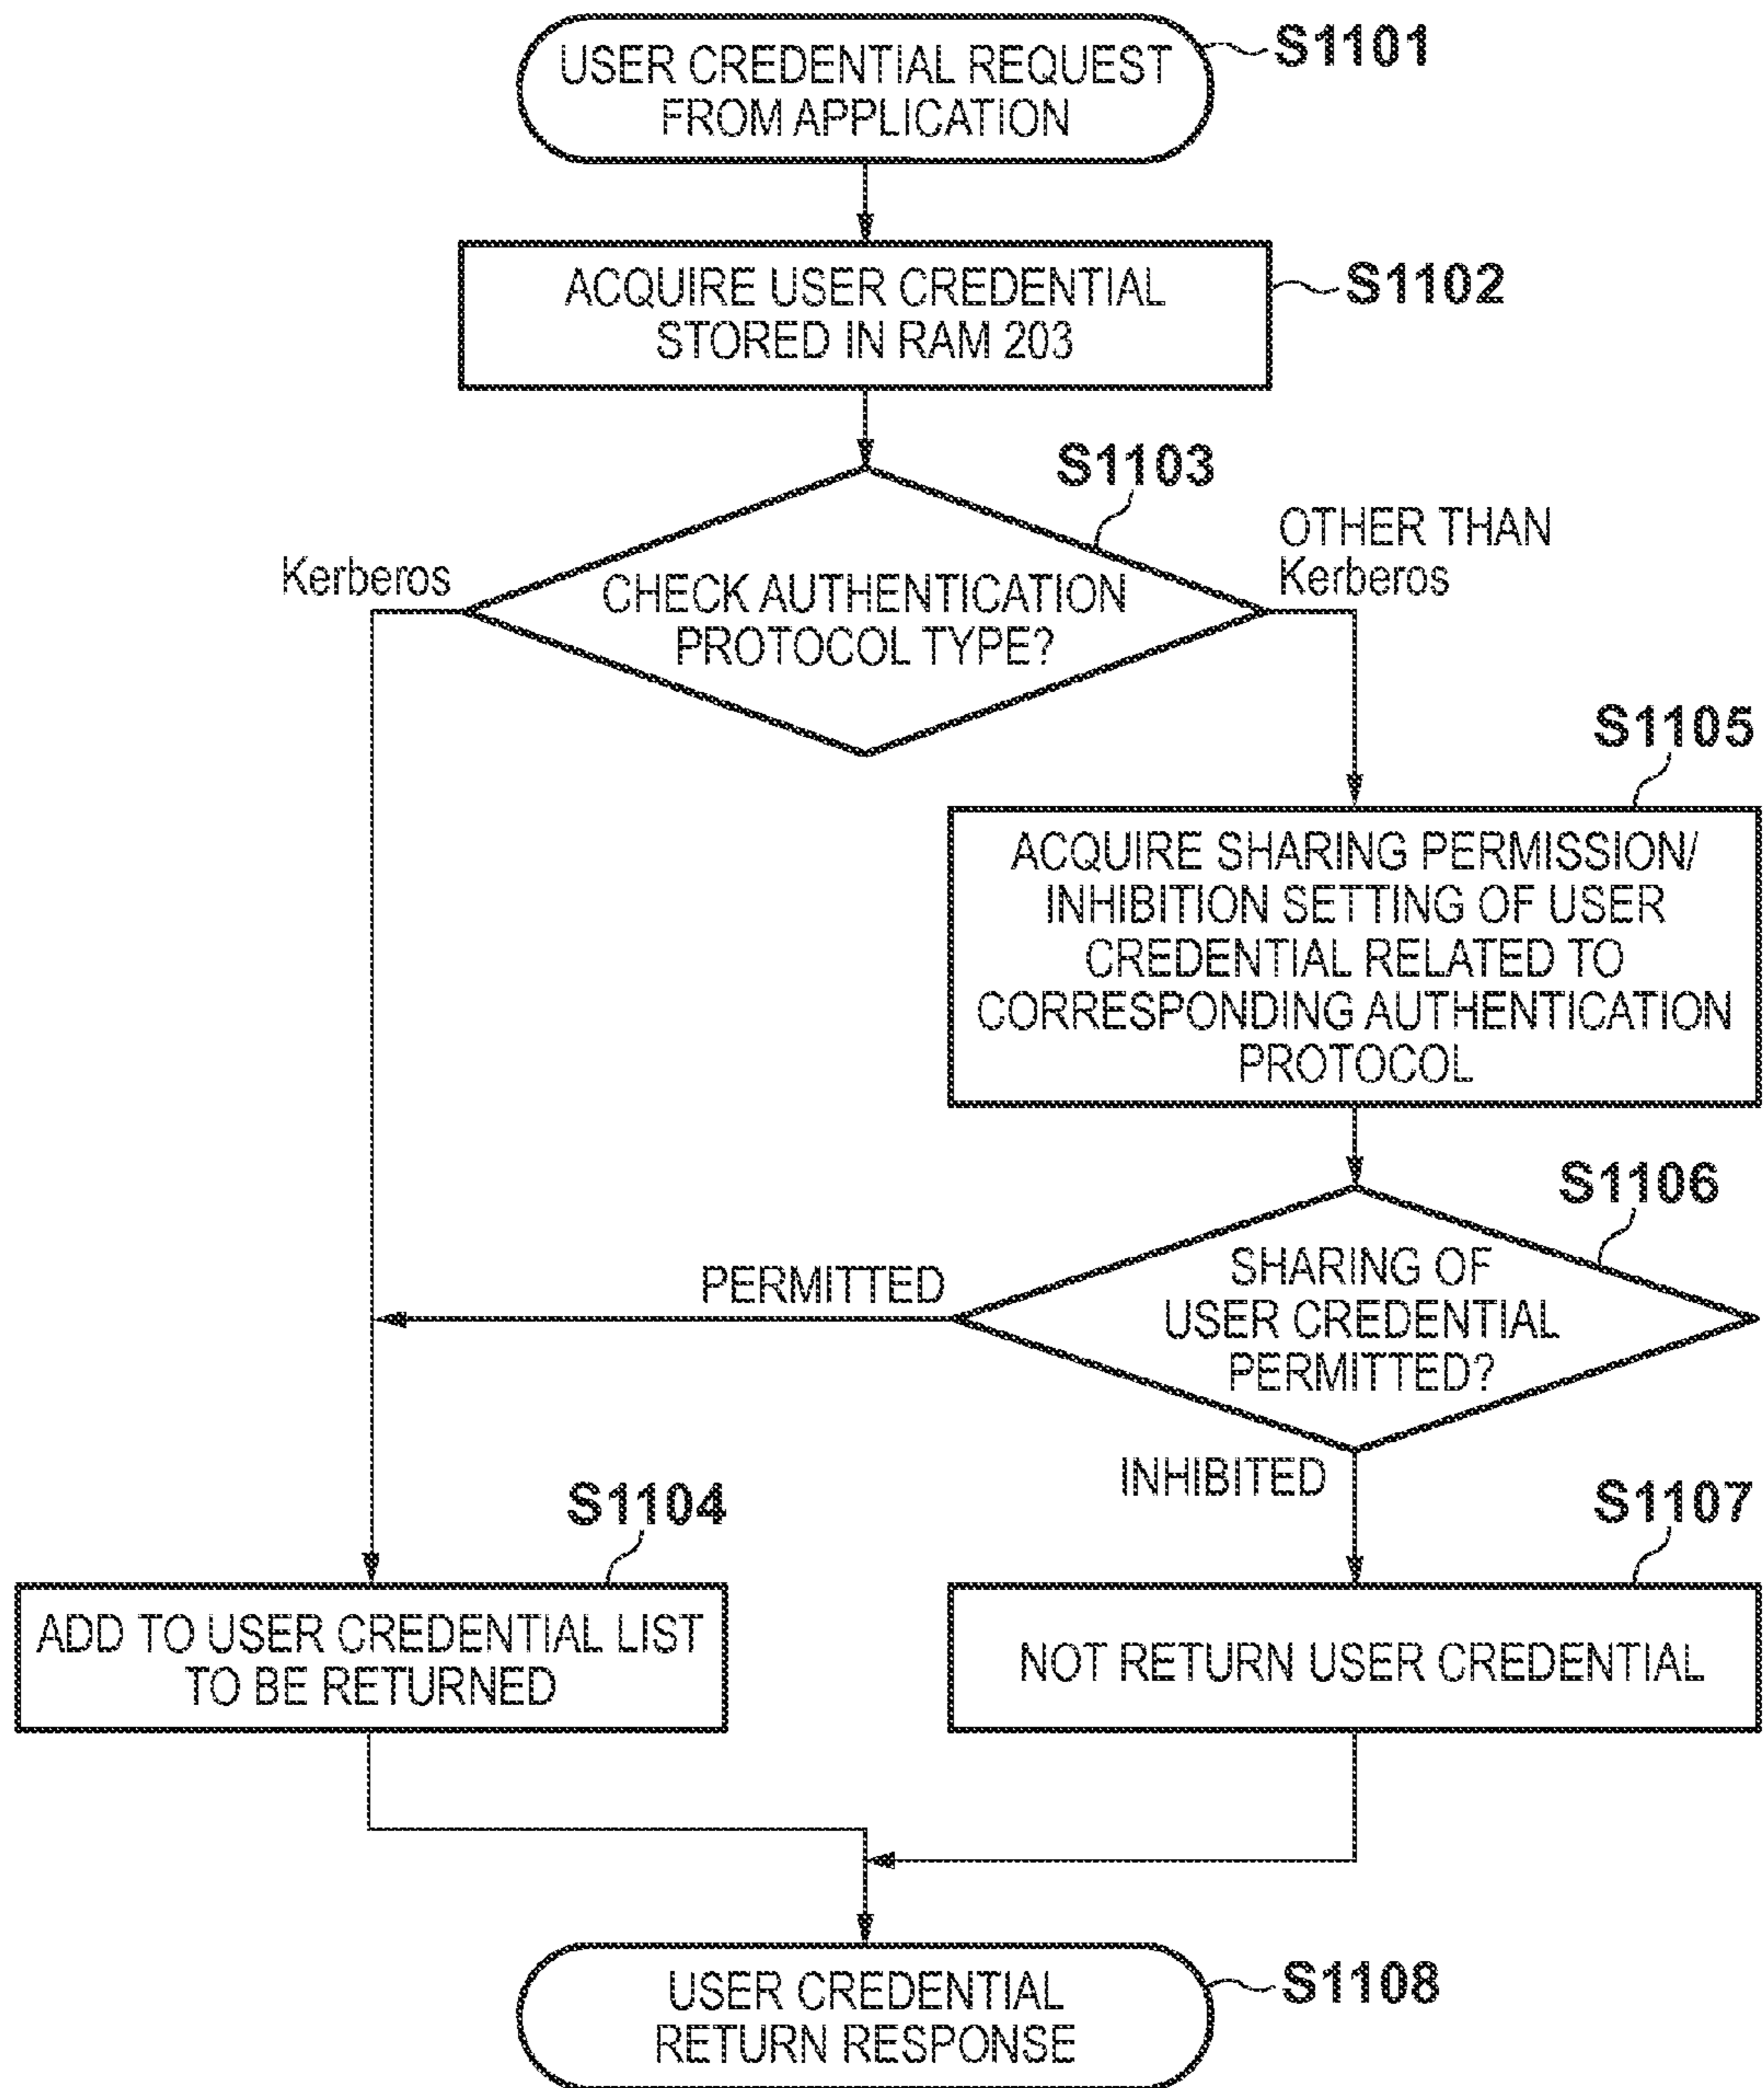 USER CREDENTIAL REQUEST
FROM APPLICATION
S1101
ACQUIRE USER CREDENTIAL
STORED IN RAM 203
S1102
S1103
Kerberos
CHECK AUTHENTICATION
PROTOCOL TYPE?
OTHER THAN
Kerberos
S1105
ACQUIRE SHARING PERMISSION/
INHIBITION SETTING OF USER
CREDENTIAL RELATED TO
CORRESPONDING AUTHENTICATION
PROTOCOL
S1106
PERMITTED
SHARING OF
USER CREDENTIAL
PERMITTED?
INHIBITED
S1104
ADD TO USER CREDENTIAL LIST
TO BE RETURNED
S1107
NOT RETURN USER CREDENTIAL
USER CREDENTIAL
RETURN RESPONSE
S1108